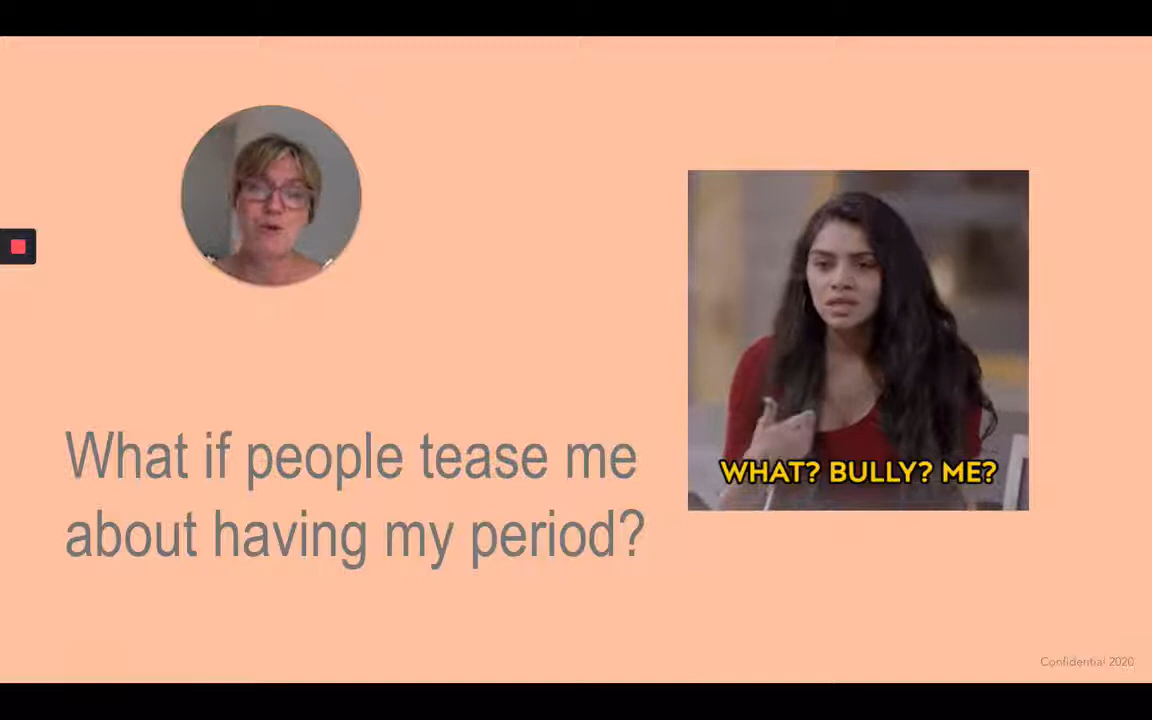 What if people tease me
about having my period?
WHAT? BULLY? ME?
Confidential 2020